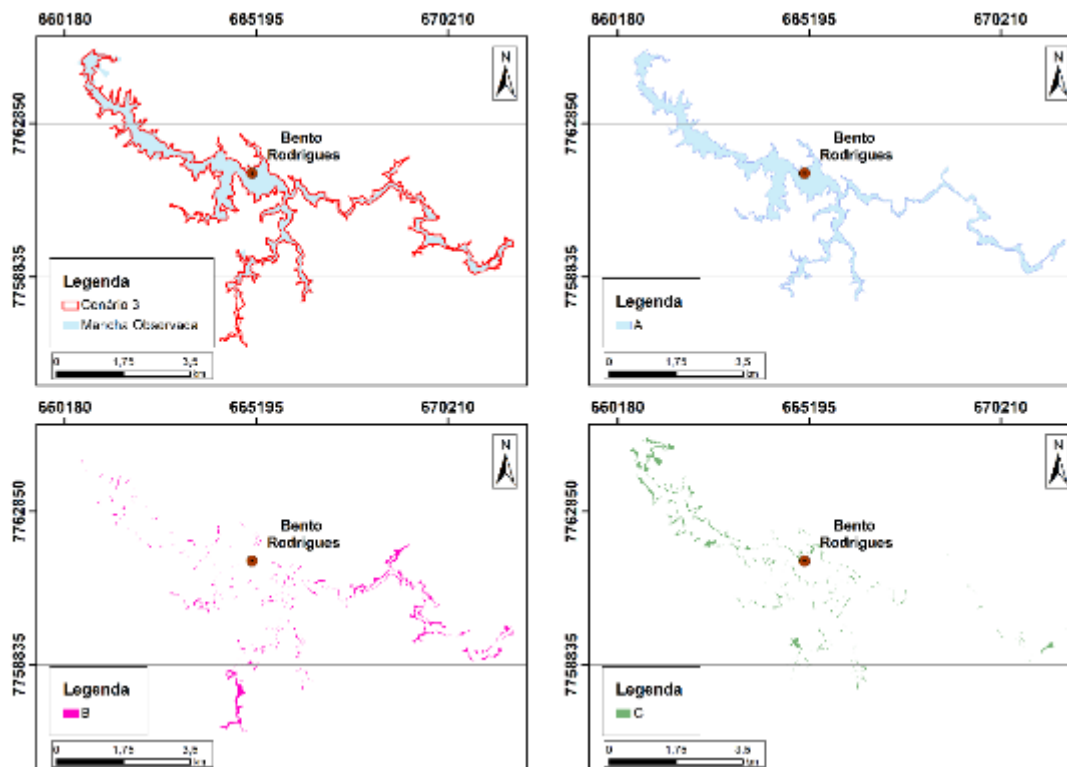 660180 665195 670210
7762850
7758835
N
Bento
Rodrigues
Legenda
Cenário 3
Mancha Observada
0 1,75 3,5
km
660180 665195 670210
7762850
7758835
N
Bento
Rodrigues
Legenda
A
0 1,75 3,5
km
660180 665195 670210
7762850
7758835
N
Bento
Rodrigues
Legenda
B
0 1,75 3,5
km
660180 665195 670210
7762850
7758835
N
Bento
Rodrigues
Legenda
C
0 1,75 3,5
km